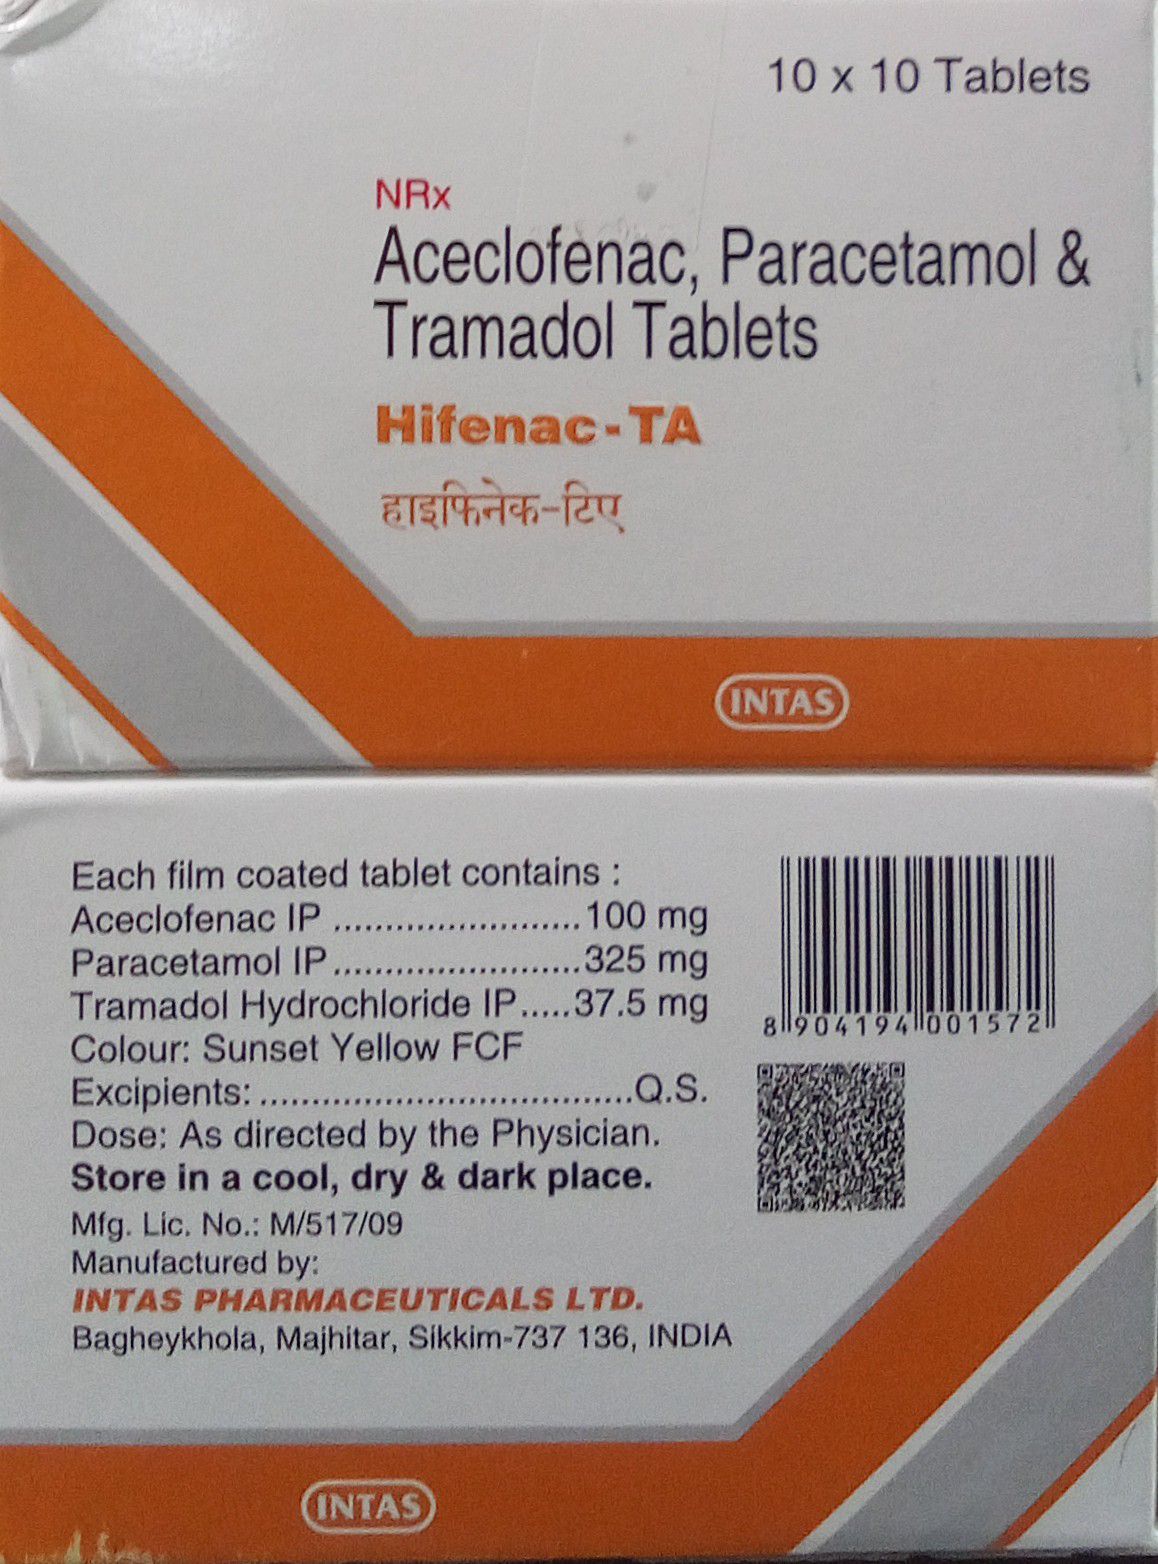 10 x 10 Tablets
NRx
Aceclofenac, Paracetamol &
Tramadol Tablets
Hifenac-TA
हाइफिनेक-टिए
INTAS
Each film coated tablet contains :
Aceclofenac IP ........................100 mg
Paracetamol IP........................325 mg
Tramadol Hydrochloride IP.....37.5 mg
Colour: Sunset Yellow FCF
Excipients:....................................Q.S.
Dose: As directed by the Physician.
Store in a cool, dry & dark place.
Mfg. Lic. No.: M/517/09
Manufactured by:
INTAS PHARMACEUTICALS LTD.
Bagheykhola, Majhitar, Sikkim-737 136, INDIA
8 904194 001572
INTAS